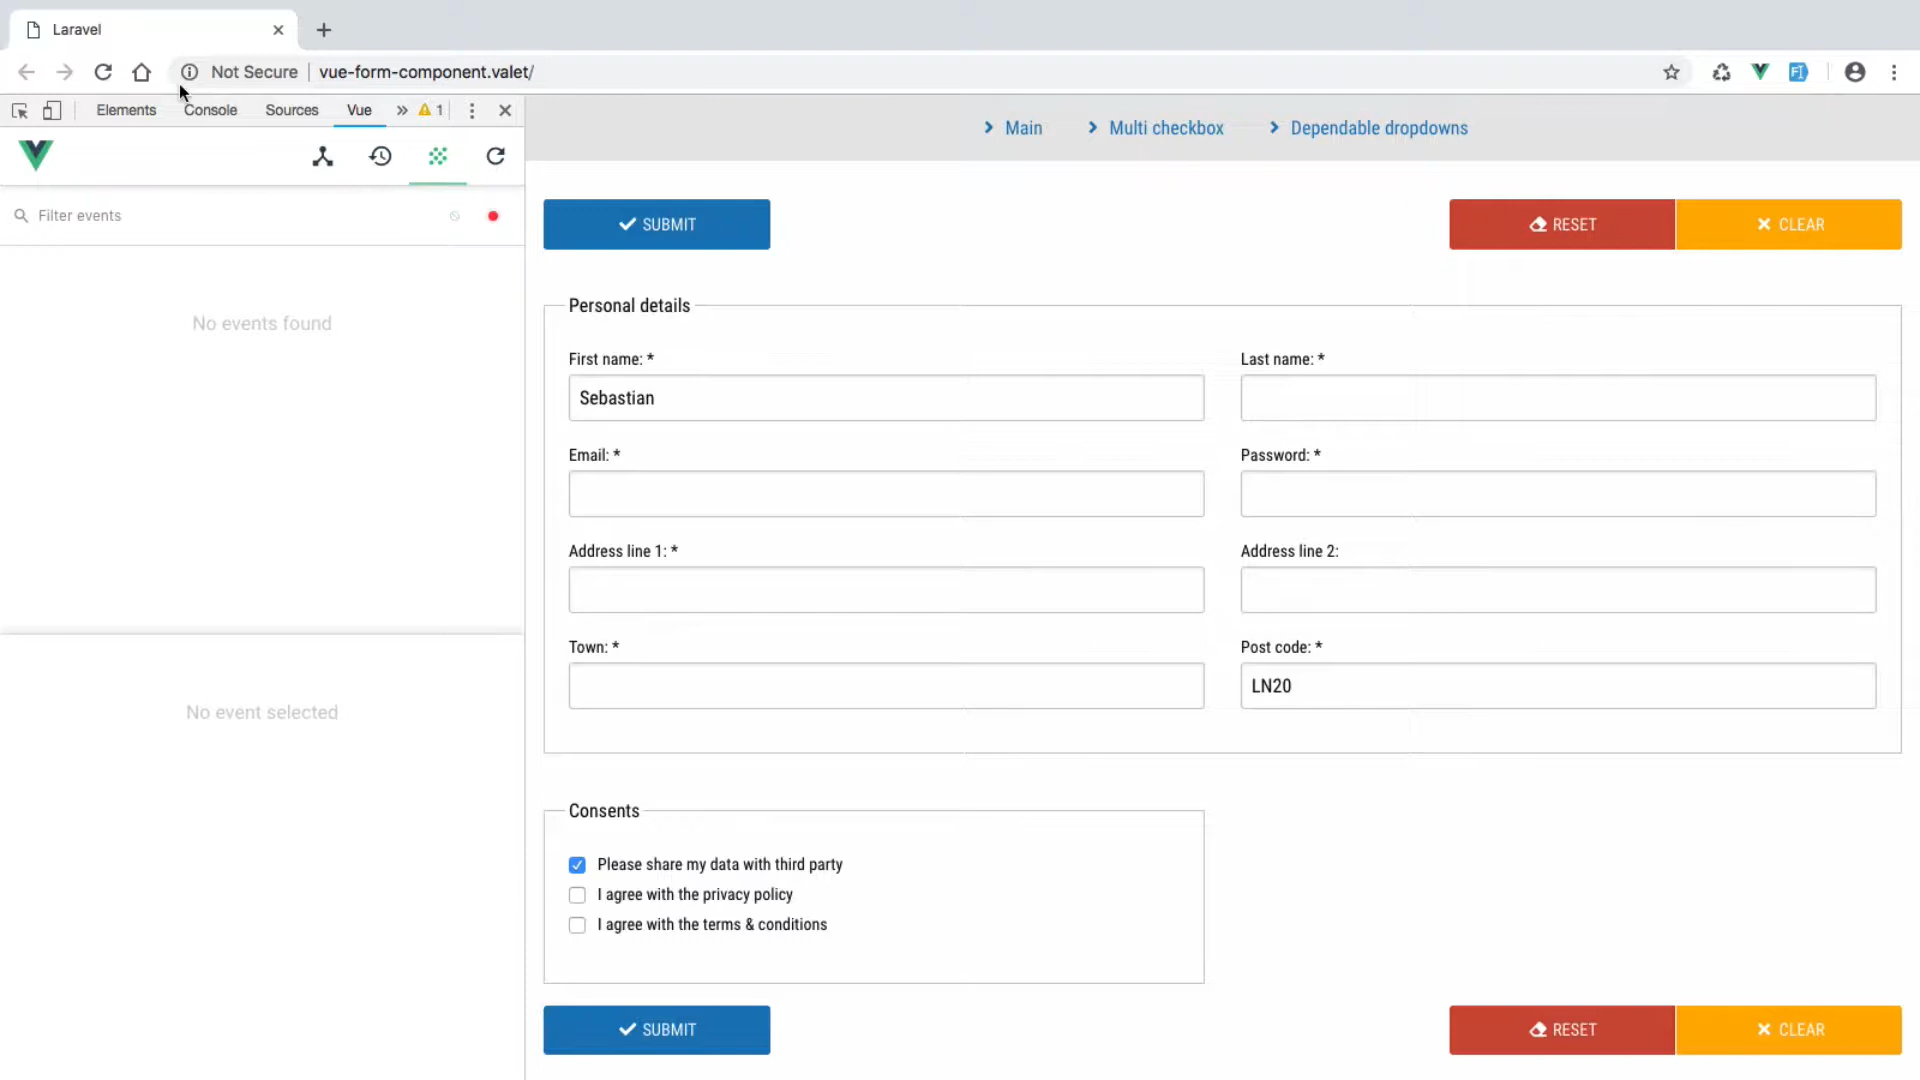 Laravel
Not Secure | vue-form-component.valet/
Elements Console Sources Vue » 1
Main Multi checkbox Dependable dropdowns
Filter events
SUBMIT RESET CLEAR
No events found
Personal details
First name: * Last name: *
Sebastian
Email: * Password: *
Address line 1: * Address line 2:
Town: * Post code: *
LN20
No event selected
Consents
Please share my data with third party
I agree with the privacy policy
I agree with the terms & conditions
SUBMIT RESET CLEAR